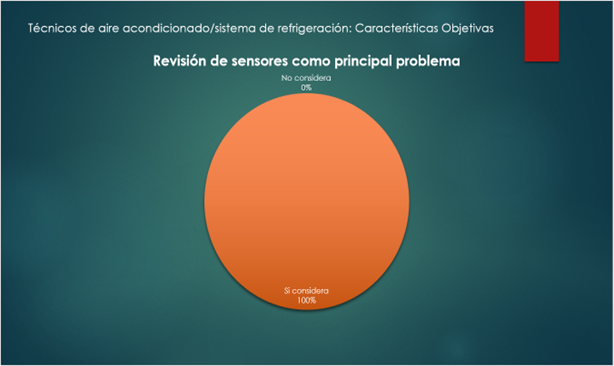 Técnicos de aire acondicionado/sistema de refrigeración: Características Objetivas
Revisión de sensores como principal problema
No considera
0%
Si considera
100%